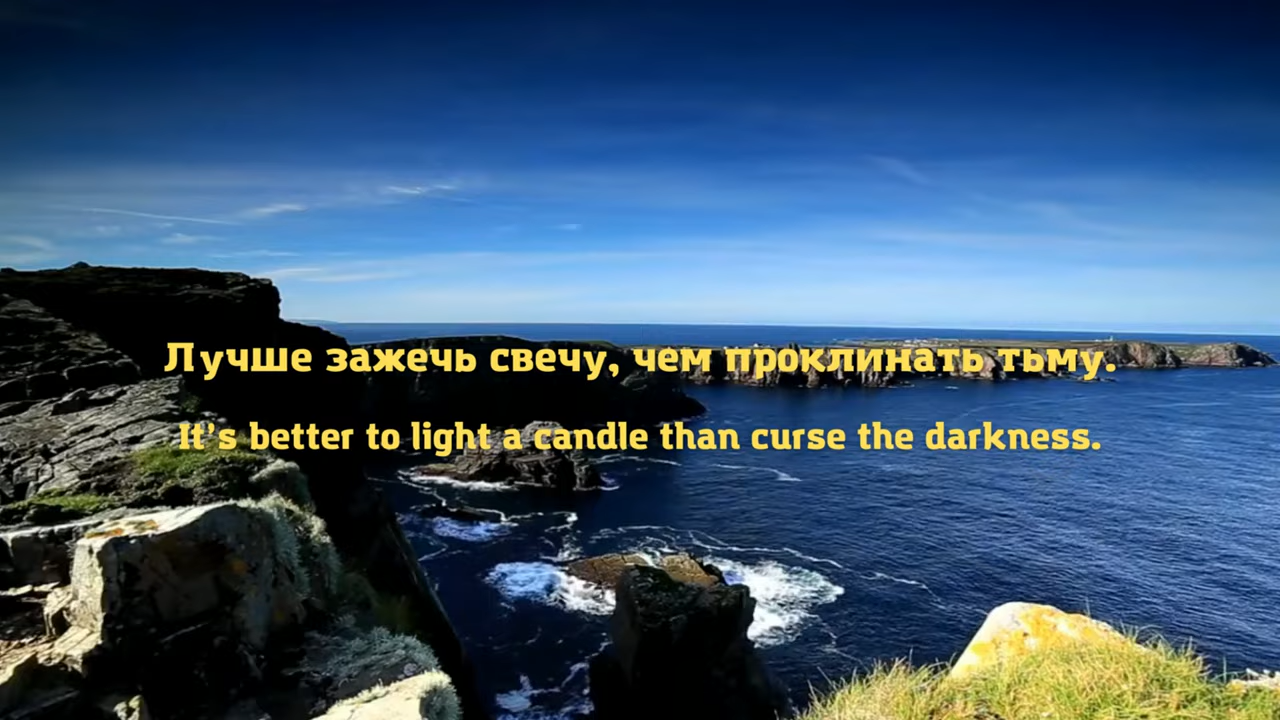 Лучше зажечь свечу, чем проклинать тьму.
It's better to light a candle than curse the darkness.